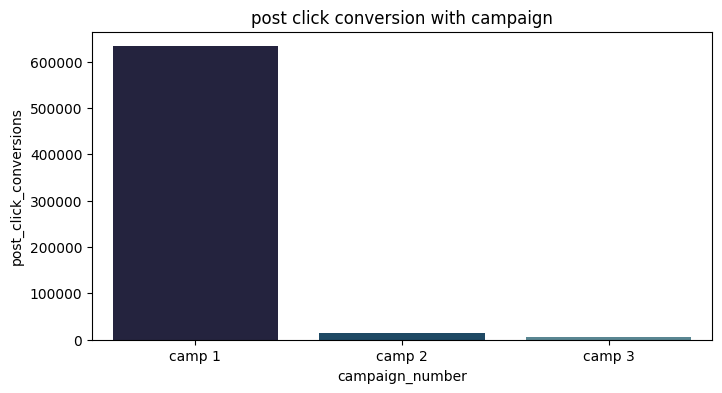 post click conversion with campaign
600000
500000
400000
300000
200000
100000
0
post_click_conversions
camp 1
camp 2
camp 3
campaign_number